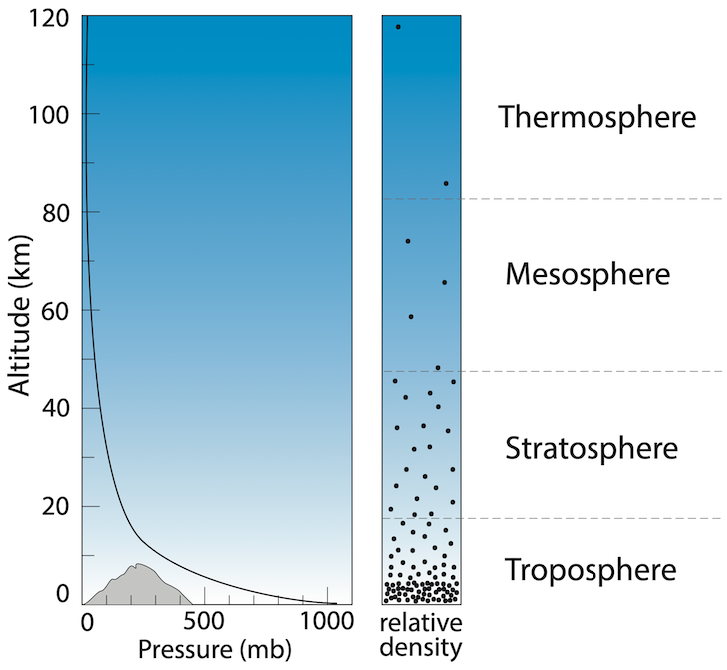 120
100
80
60
40
20
0
Altitude (km)
0
500
1000
Pressure (mb)
relative
density
Thermosphere
Mesosphere
Stratosphere
Troposphere